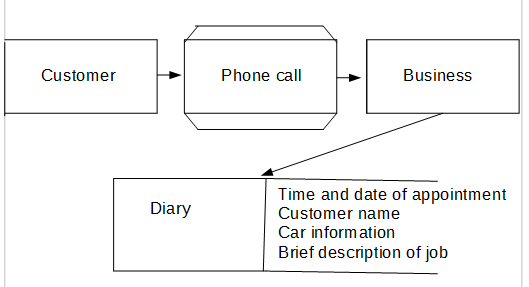 Customer
Phone call
Business
Diary
Time and date of appointment
Customer name
Car information
Brief description of job